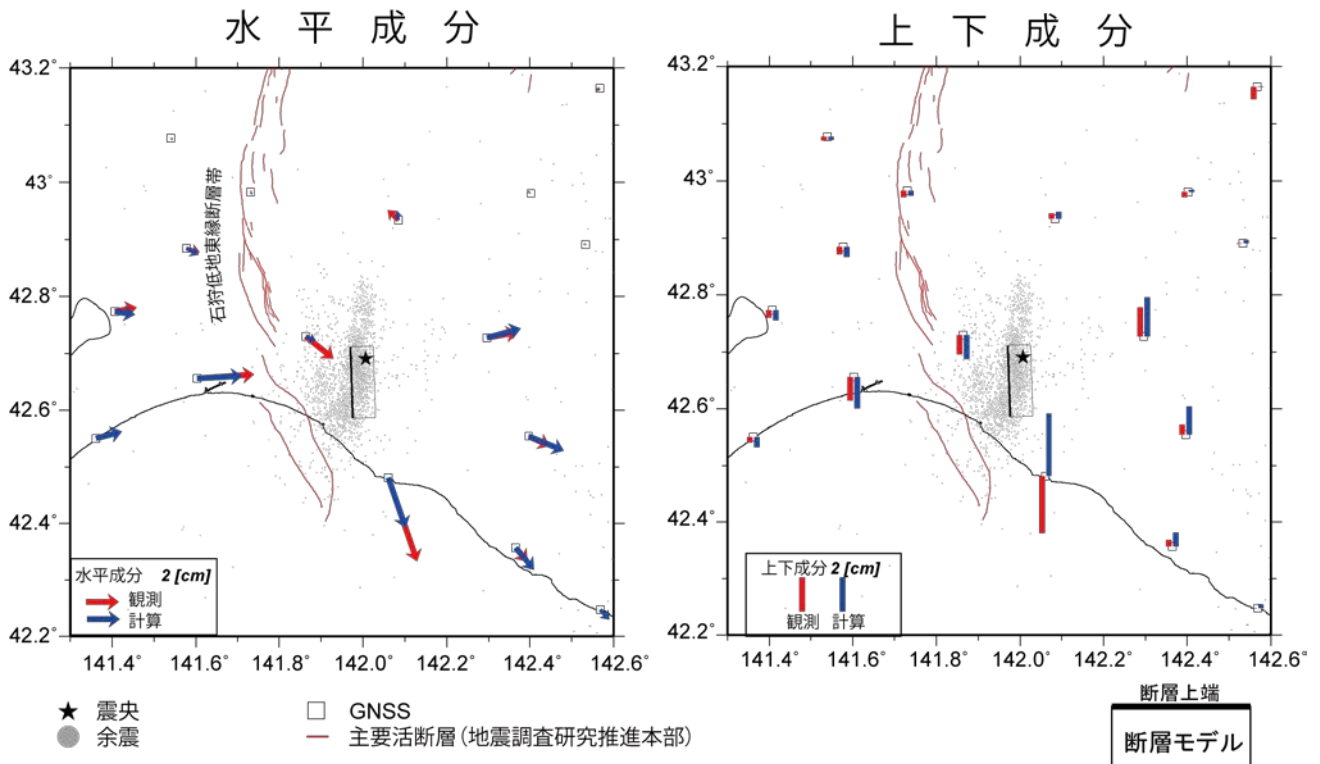 水平成分
上下成分
43.2°
43°
42.8°
42.6°
42.4°
42.2°
石狩低地東縁断層帯
水平成分 2 [cm]
観測
計算
141.4°
141.6°
141.8°
142.0°
142.2°
142.4°
142.6°
43.2°
43°
42.8°
42.6°
42.4°
42.2°
上下成分 2 [cm]
観測 計算
141.4°
141.6°
141.8°
142.0°
142.2°
142.4°
142.6°
★ 震央
余震
GNSS
主要活断層(地震調査研究推進本部)
断層上端
断層モデル